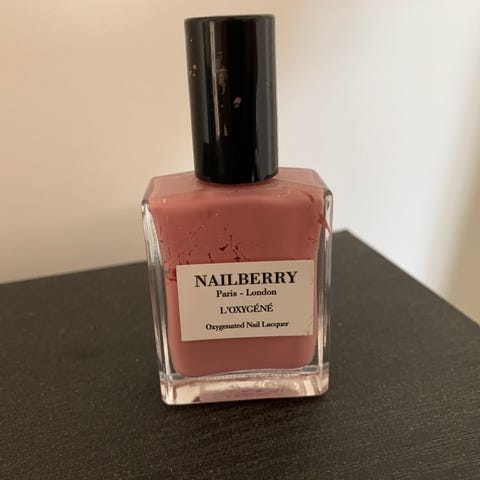 NAILBERRY
Paris - London
L'OXYGÉNÉ
Oxygenated Nail Lacquer